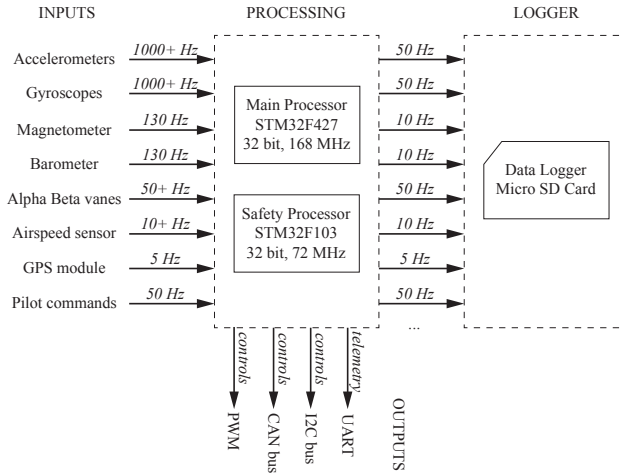 INPUTS PROCESSING LOGGER
Accelerometers 1000+ Hz 50 Hz
Gyroscopes 1000+ Hz 50 Hz
Magnetometer 130 Hz 10 Hz
Barometer 130 Hz 10 Hz
Alpha Beta vanes 50+ Hz 50 Hz
Airspeed sensor 10+ Hz 10 Hz
GPS module 5 Hz 5 Hz
Pilot commands 50 Hz 50 Hz
...
Main Processor
STM32F427
32 bit, 168 MHz
Safety Processor
STM32F103
32 bit, 72 MHz
Data Logger
Micro SD Card
controls
controls
controls
telemetry
PWM
CAN bus
I2C bus
UART
OUTPUTS